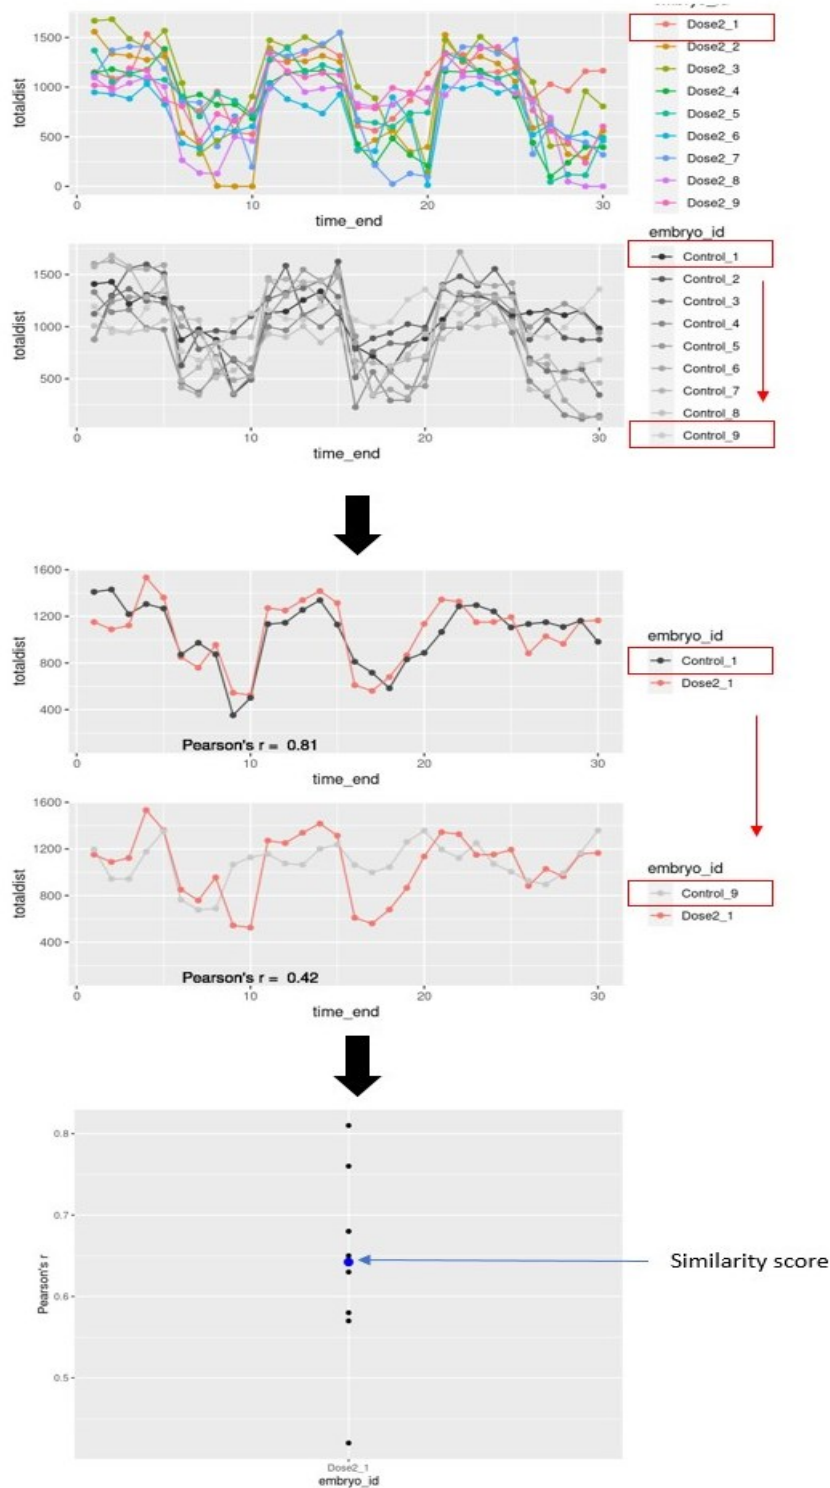 embryo_id
1500
1000
500
0
totaldist
0
10
20
30
time_end
Dose2_1
Dose2_2
Dose2_3
Dose2_4
Dose2_5
Dose2_6
Dose2_7
Dose2_8
Dose2_9
1500
1000
500
totaldist
0
10
20
30
time_end
embryo_id
Control_1
Control_2
Control_3
Control_4
Control_5
Control_6
Control_7
Control_8
Control_9
1600
1200
800
400
totaldist
Pearson's r = 0.81
0
10
20
30
time_end
embryo_id
Control_1
Dose2_1
1600
1200
800
400
totaldist
Pearson's r = 0.42
0
10
20
30
time_end
embryo_id
Control_9
Dose2_1
0.8
0.7
0.6
0.5
Pearson's r
Similarity score
Dose2_1
embryo_id